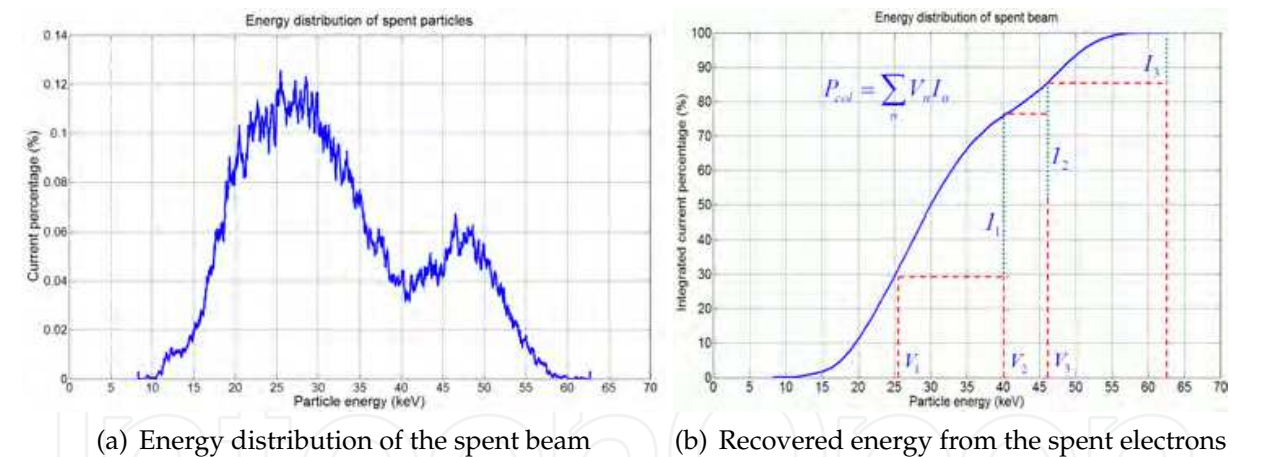 Energy distribution of spent particles
Current percentage (%)
0.14
0.12
0.1
0.08
0.06
0.04
0.02
0
0 5 10 15 20 25 30 35 40 45 50 55 60 65 70
Particle energy (keV)
(a) Energy distribution of the spent beam
Energy distribution of spent beam
Integrated current percentage (%)
100
90
80
70
60
50
40
30
20
10
0
P_col = ∑_n V_n I_n
I_3
I_2
I_1
V_1 V_2 V_3
0 5 10 15 20 25 30 35 40 45 50 55 60 65 70
Particle energy (keV)
(b) Recovered energy from the spent electrons